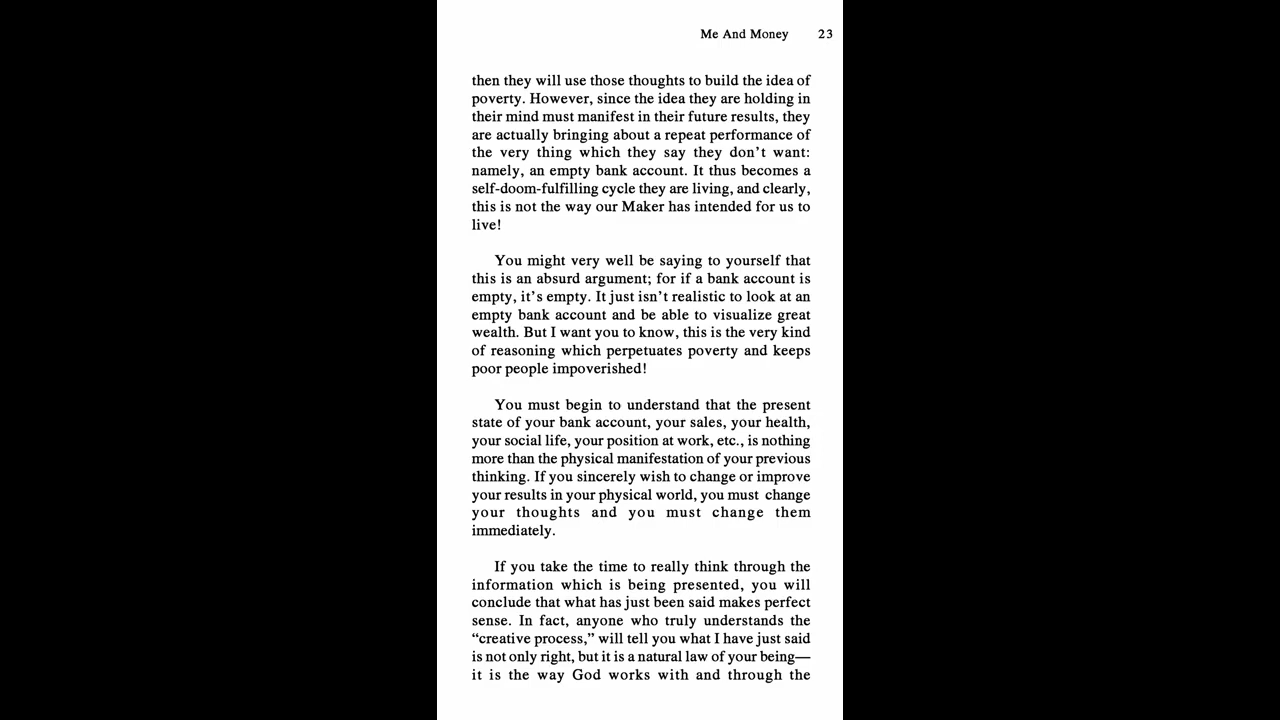 Me And Money 23
then they will use those thoughts to build the idea of
poverty. However, since the idea they are holding in
their mind must manifest in their future results, they
are actually bringing about a repeat performance of
the very thing which they say they don't want:
namely, an empty bank account. It thus becomes a
self-doom-fulfilling cycle they are living, and clearly,
this is not the way our Maker has intended for us to
live!
You might very well be saying to yourself that
this is an absurd argument; for if a bank account is
empty, it's empty. It just isn't realistic to look at an
empty bank account and be able to visualize great
wealth. But I want you to know, this is the very kind
of reasoning which perpetuates poverty and keeps
poor people impoverished!
You must begin to understand that the present
state of your bank account, your sales, your health,
your social life, your position at work, etc., is nothing
more than the physical manifestation of your previous
thinking. If you sincerely wish to change or improve
your results in your physical world, you must change
your thoughts and you must change them
immediately.
If you take the time to really think through the
information which is being presented, you will
conclude that what has just been said makes perfect
sense. In fact, anyone who truly understands the
“creative process,” will tell you what I have just said
is not only right, but it is a natural law of your being—
it is the way God works with and through the